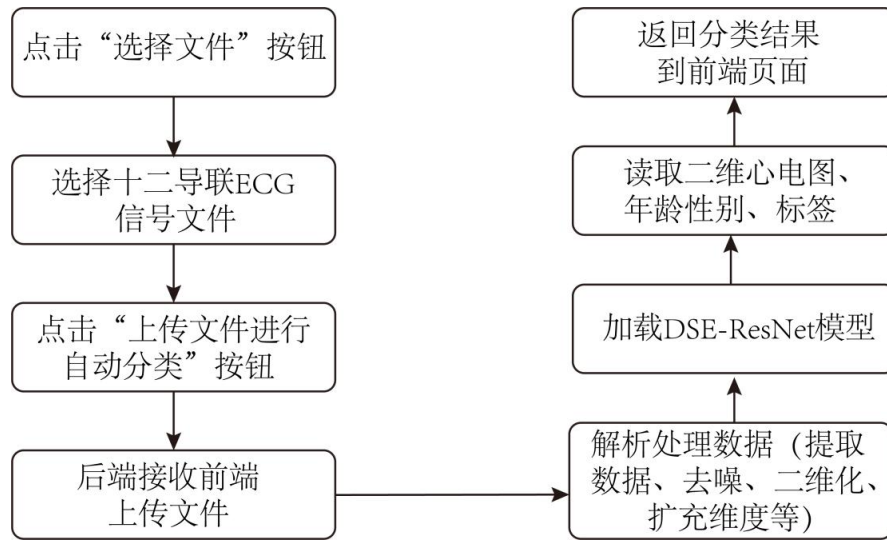 点击“选择文件”按钮
选择十二导联ECG
信号文件
点击“上传文件进行
自动分类”按钮
后端接收前端
上传文件
解析处理数据（提取
数据、去噪、二维化、
扩充维度等）
加载DSE-ResNet模型
读取二维心电图、
年龄性别、标签
返回分类结果
到前端页面